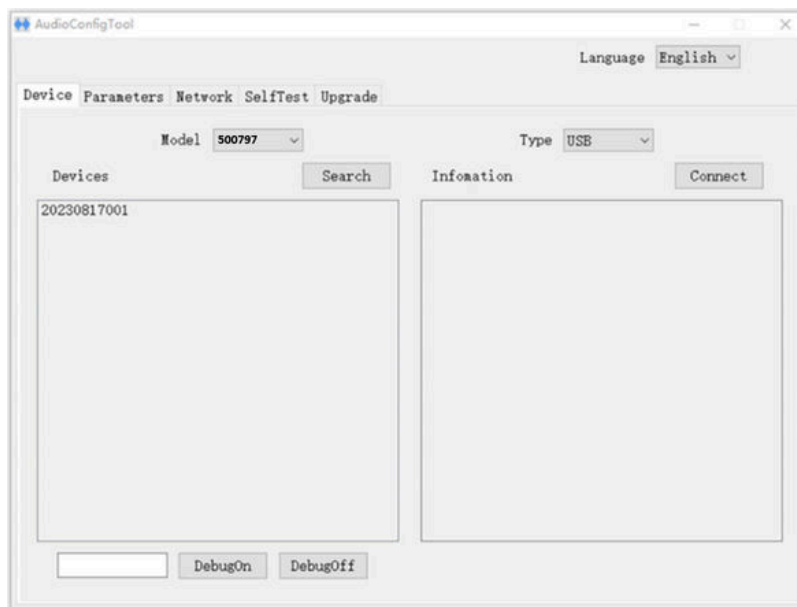 AudioConfigTool
Language English
Device Parameters Network SelfTest Upgrade
Model 500797 Type USB
Devices Search Infomation Connect
20230817001
DebugOn DebugOff